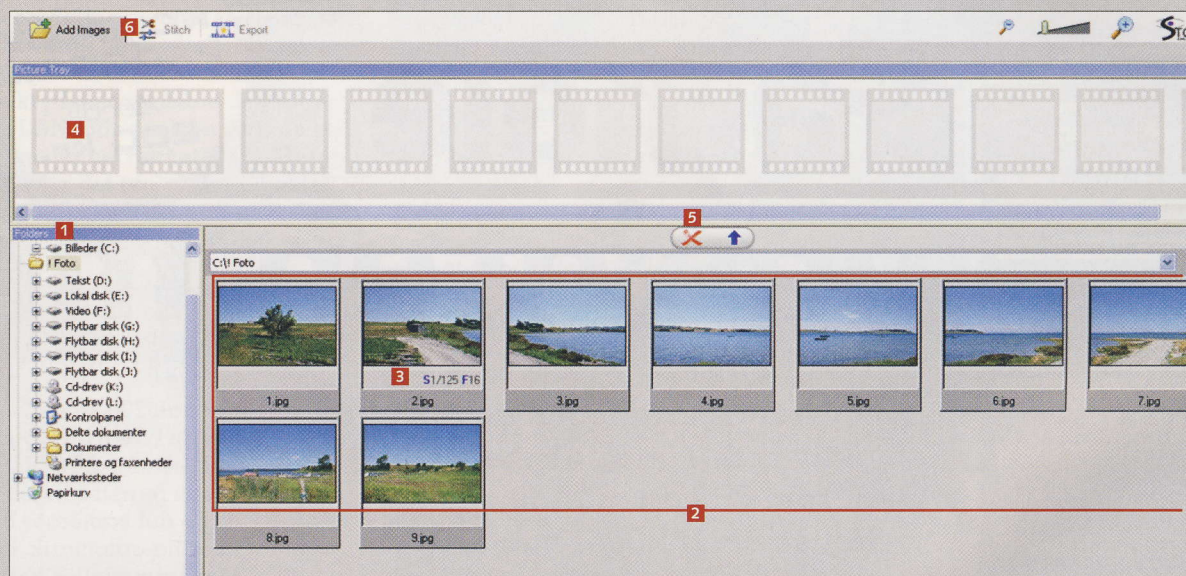 Add Images 6 Stitch Export
Picture Tray
4
Folders 1
Billeder (C:)
! Foto
Tekst (D:)
Lokal disk (E:)
Video (F:)
Flytbar disk (G:)
Flytbar disk (H:)
Flytbar disk (I:)
Flytbar disk (J:)
Cd-drev (K:)
Cd-drev (L:)
Kontrolpanel
Delte dokumenter
Dokumenter
Printere og faxenheder
Netværkssteder
Papirkurv
5
C:\! Foto
3 S1/125 F16
1.jpg 2.jpg 3.jpg 4.jpg 5.jpg 6.jpg 7.jpg
2
8.jpg 9.jpg